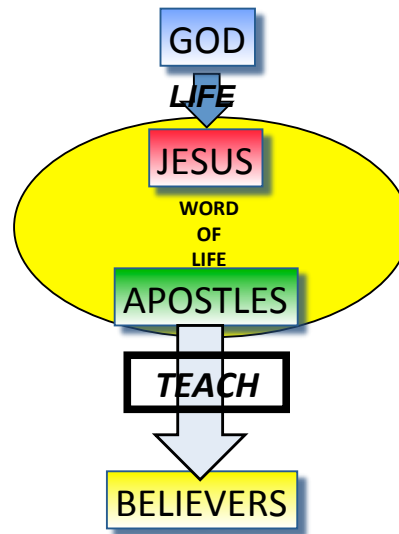 GOD
LIFE
JESUS
WORD
OF
LIFE
APOSTLES
TEACH
BELIEVERS